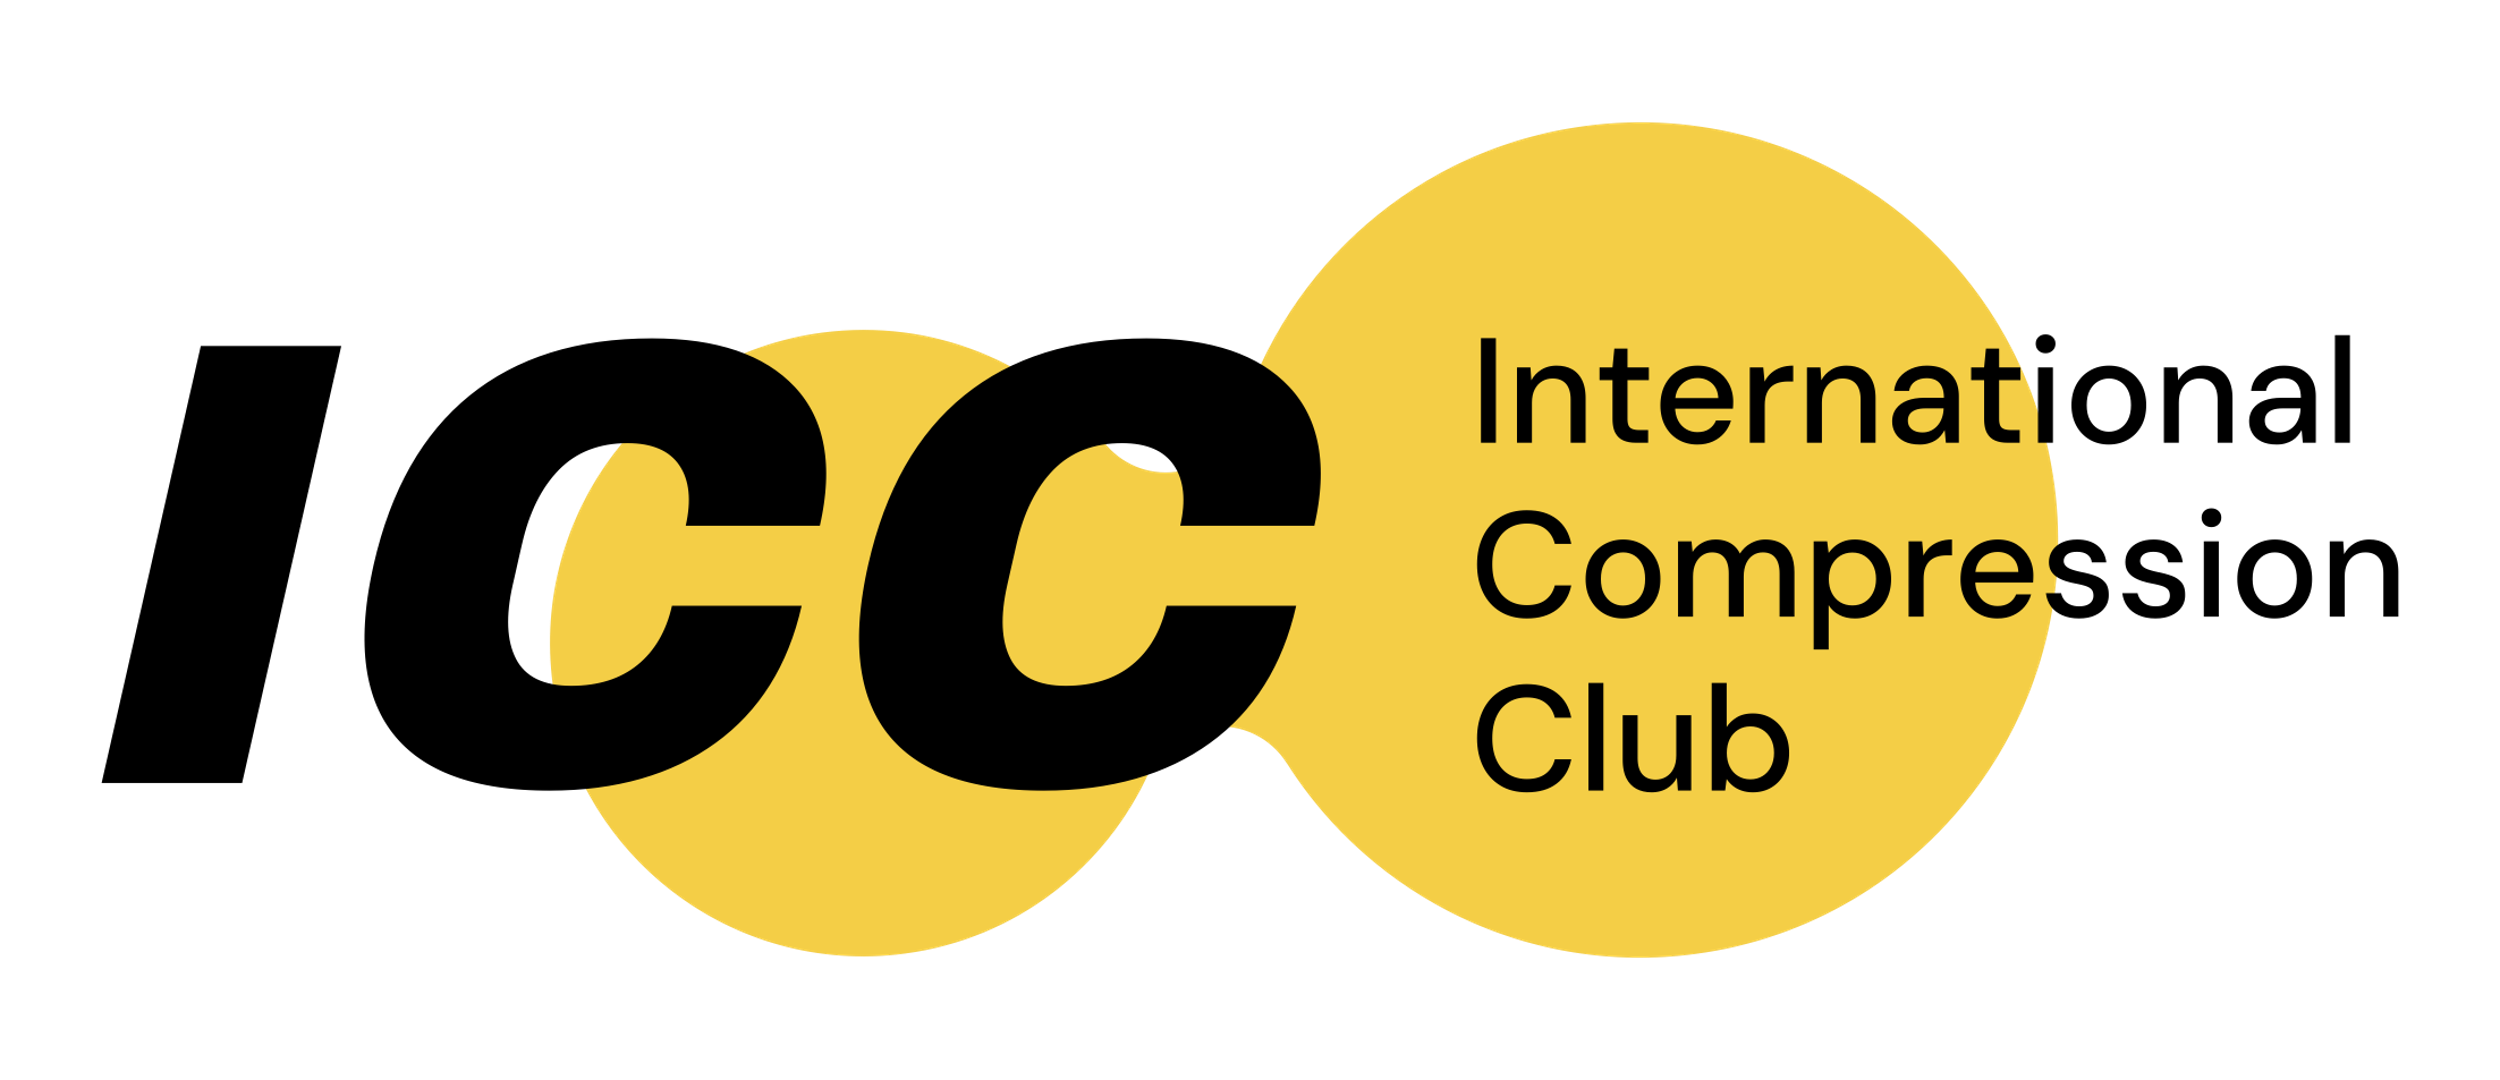 ICC
International
Compression
Club